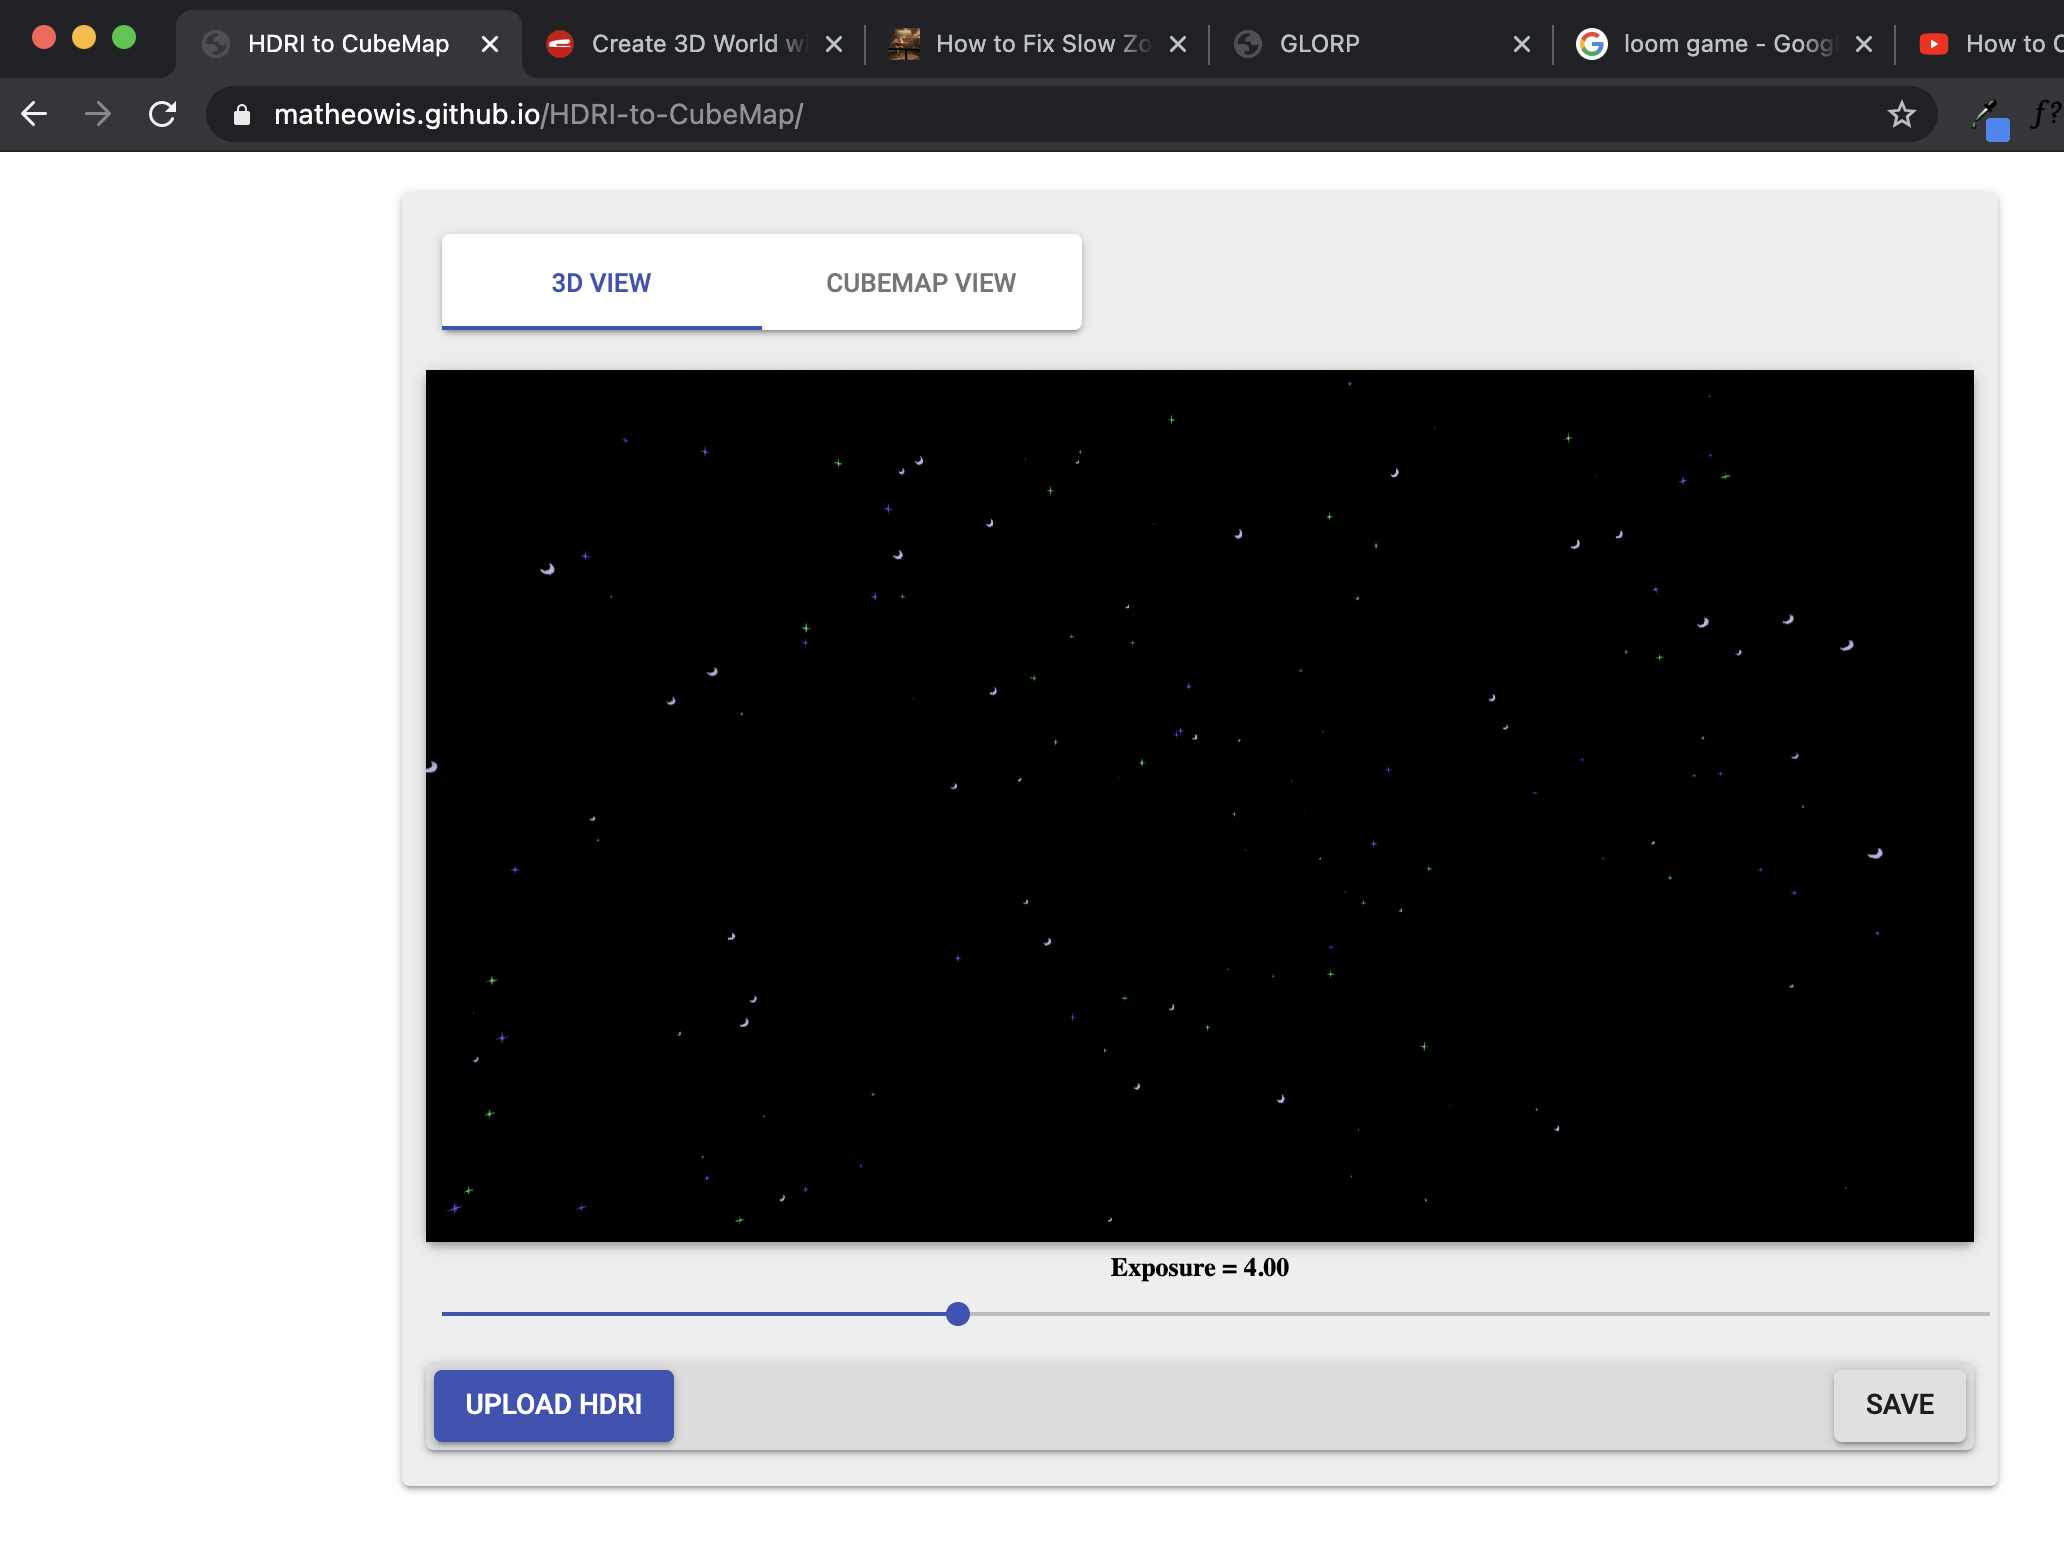 HDRI to CubeMap
Create 3D World wi
How to Fix Slow Zo
GLORP
loom game - Googl
How to C
matheowis.github.io/HDRI-to-CubeMap/
f?
3D VIEW
CUBEMAP VIEW
Exposure = 4.00
UPLOAD HDRI
SAVE